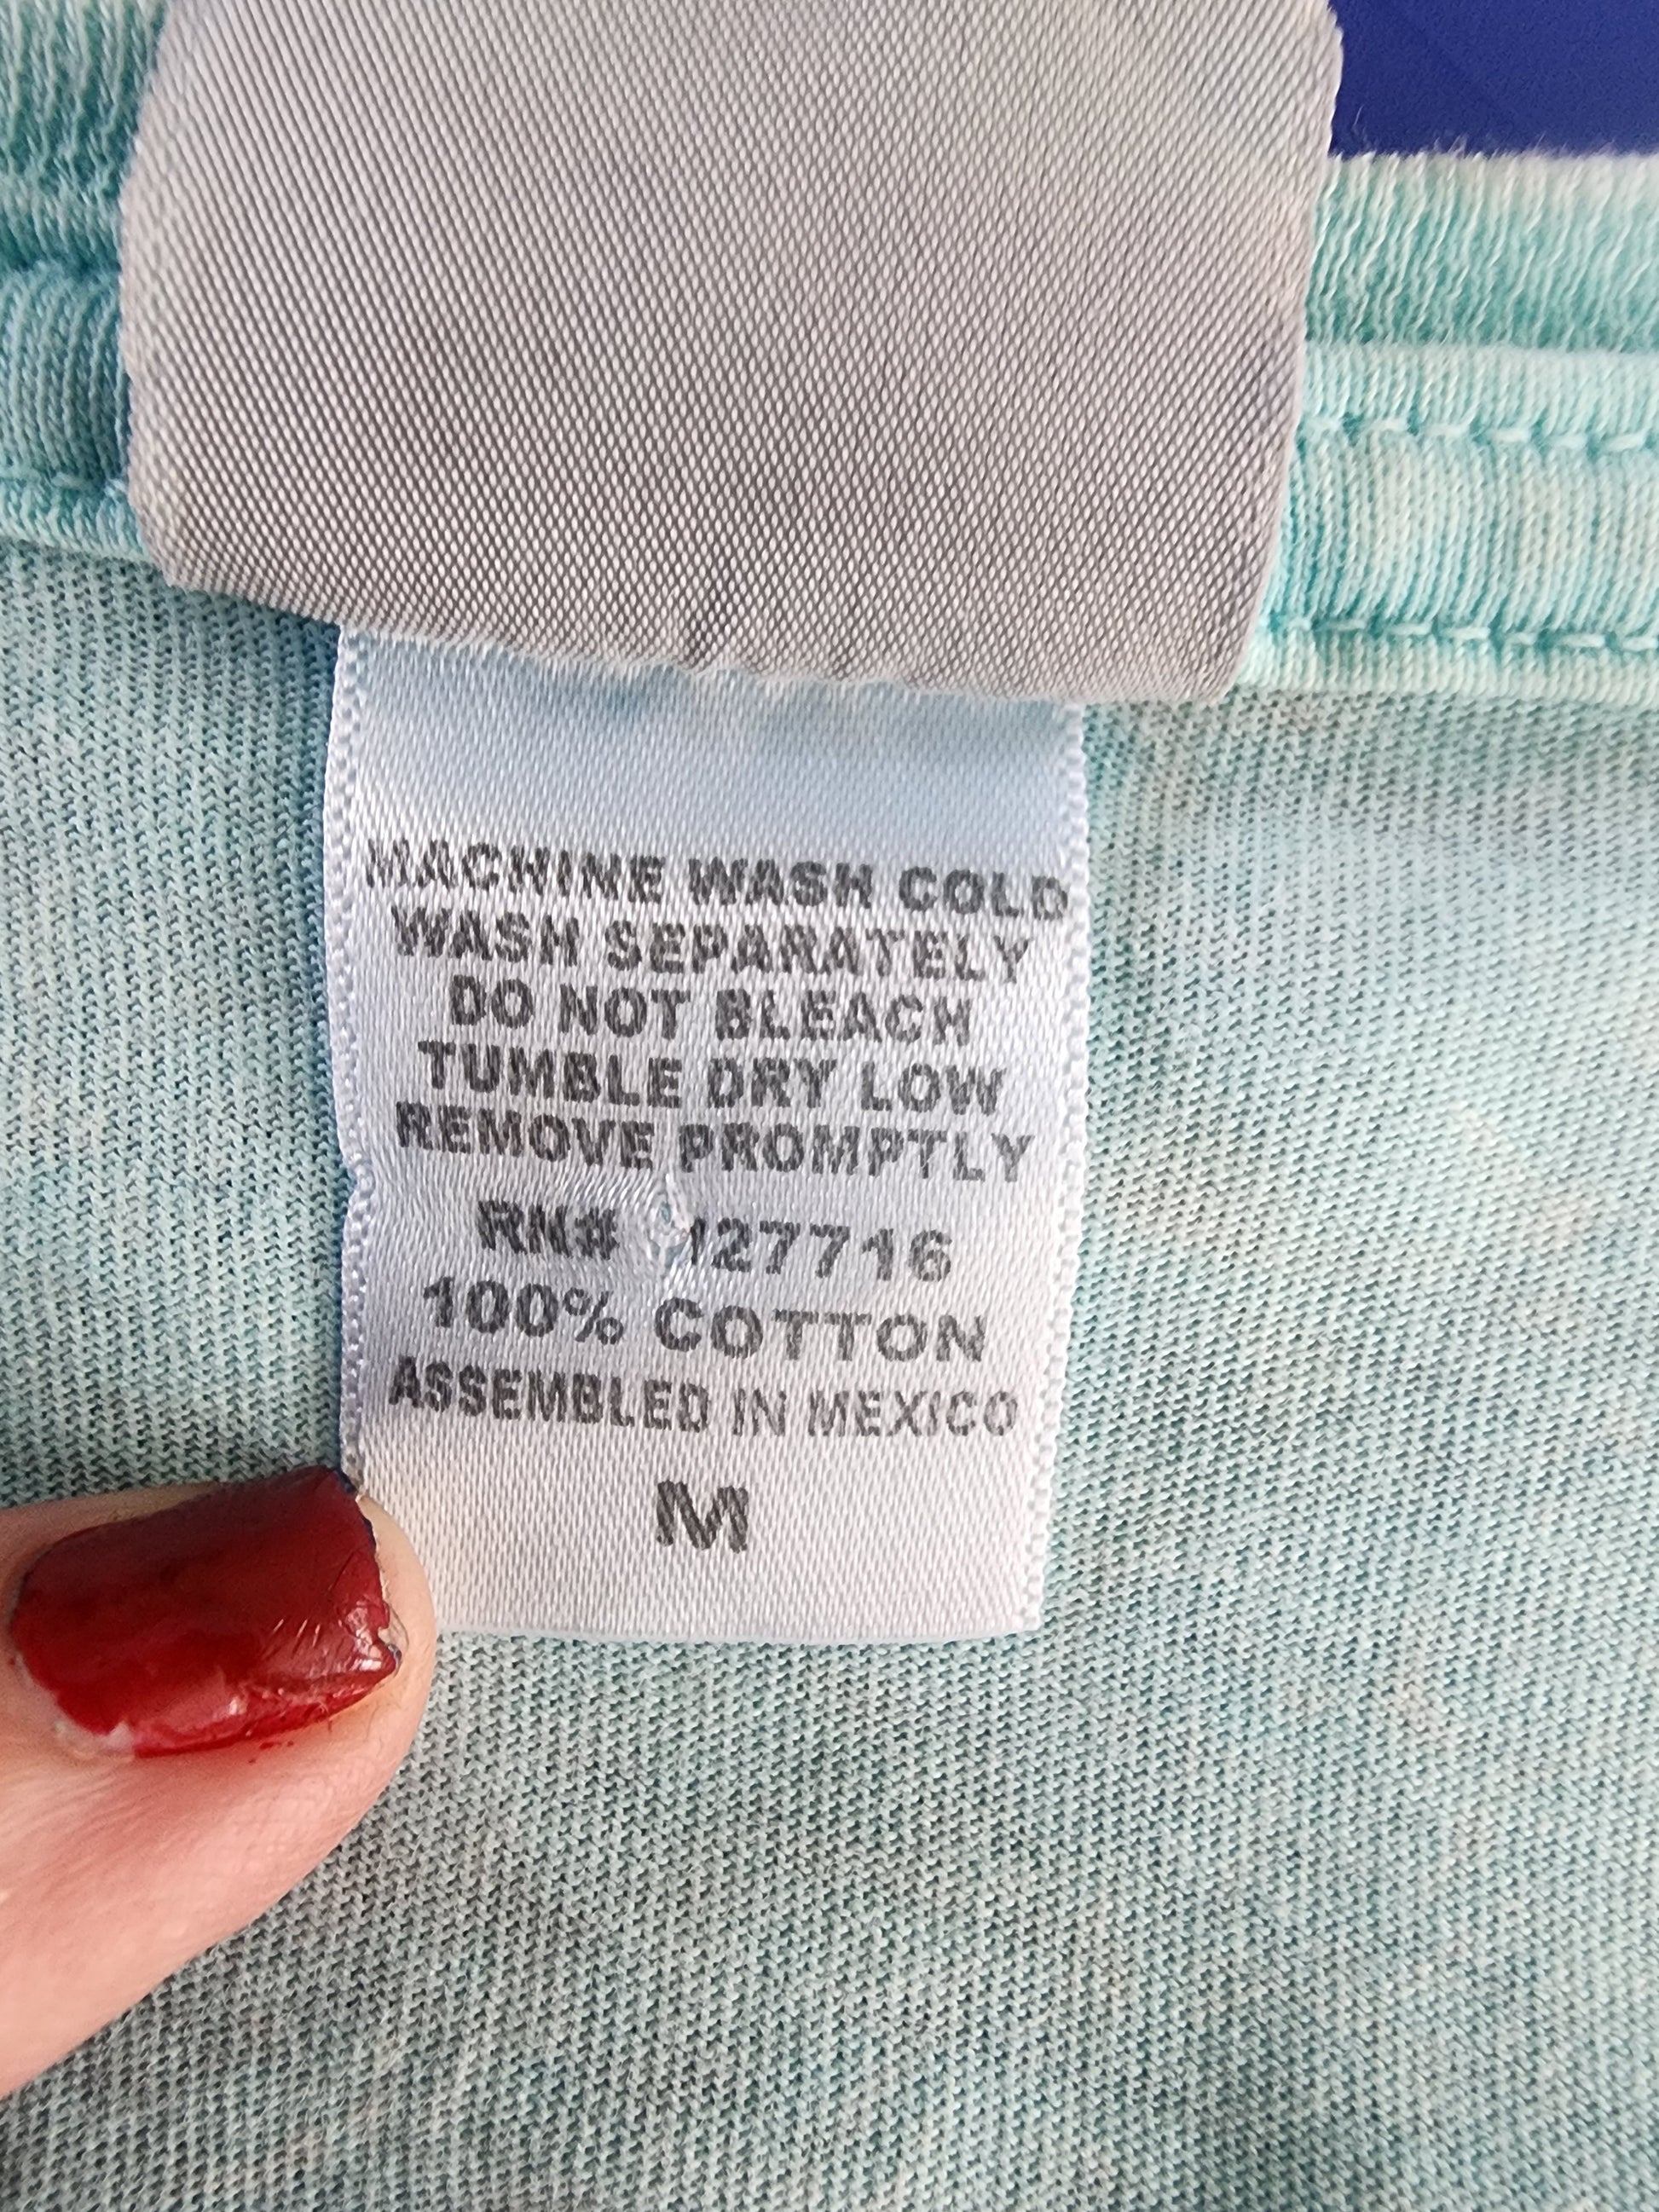 MACHINE WASH COLD
WASH SEPARATELY
DO NOT BLEACH
TUMBLE DRY LOW
REMOVE PROMPTLY
RN# 127716
100% COTTON
ASSEMBLED IN MEXICO
M